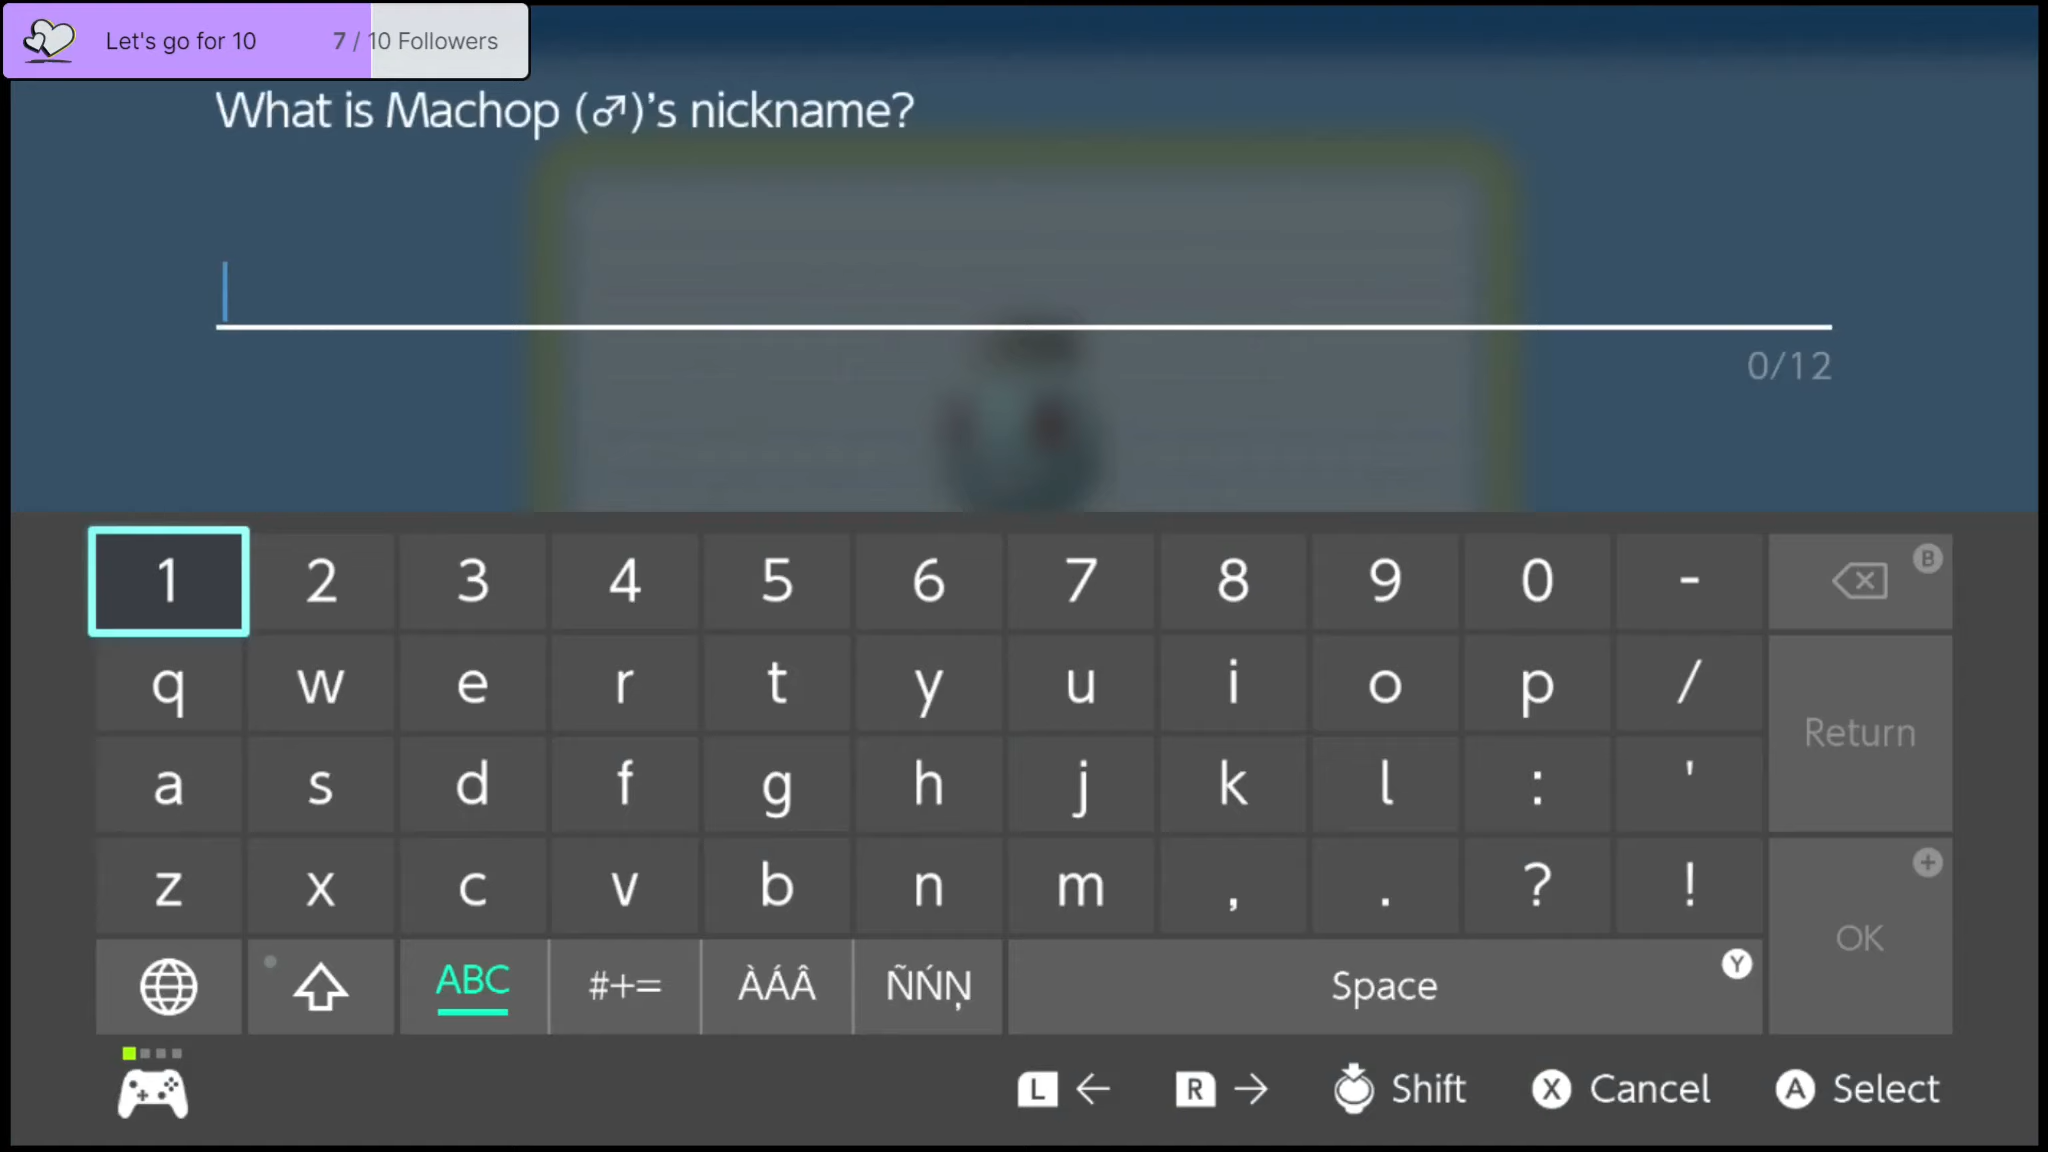 Let's go for 10 7 / 10 Followers
What is Machop (♂)'s nickname?
0/12
1 2 3 4 5 6 7 8 9 0 - B
q w e r t y u i o p /
Return
a s d f g h j k l : '
z x c v b n m , . ? ! +
OK
ABC #+= ÀÁÂ ÑŃŅ Space Y
L ← R → Shift X Cancel A Select